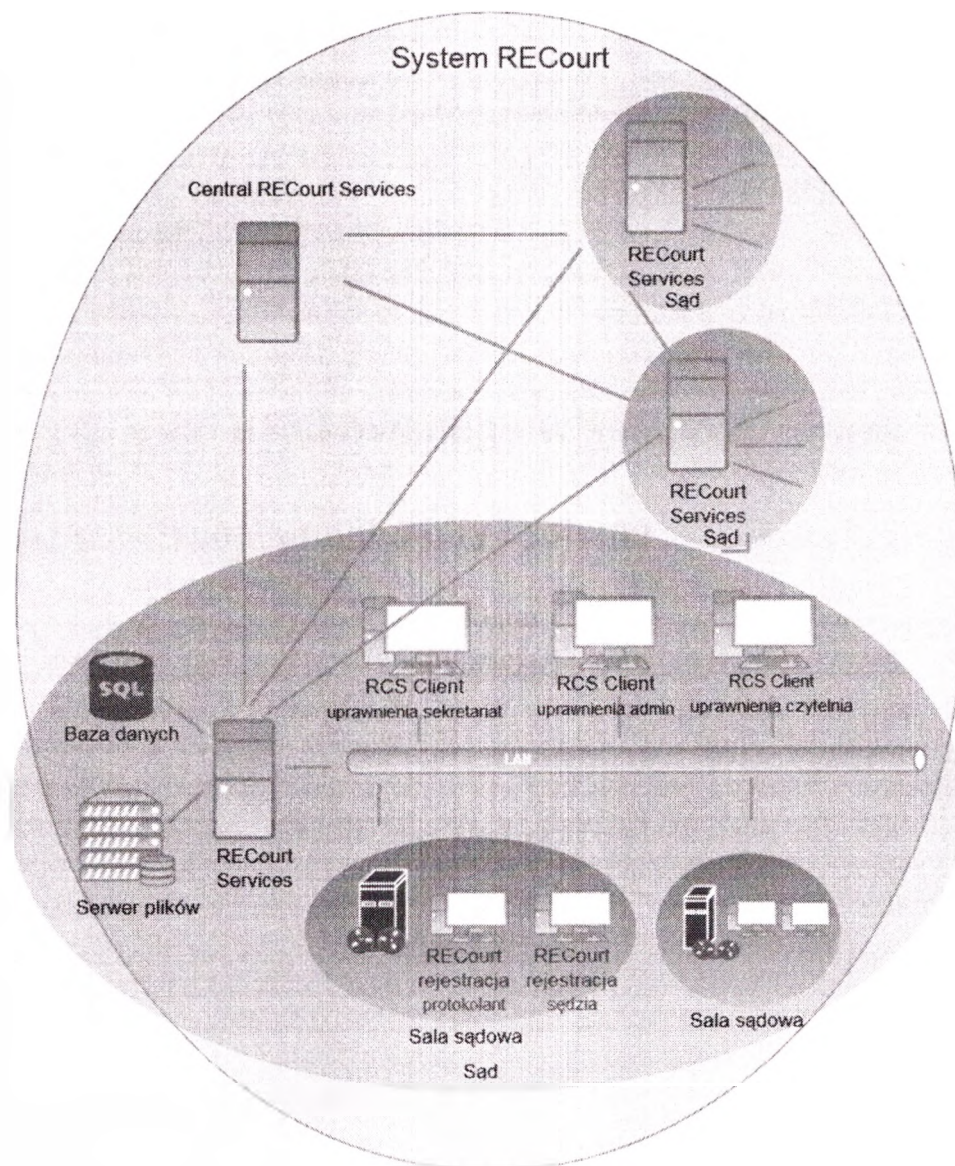 System RECourt
Central RECourt Services
RECourt
Services
Sąd
RECourt
Services
Sad
SQL
Baza danych
RCS Client
uprawnienia sekretariat
RCS Client
uprawnienia admin
RCS Client
uprawnienia czytelnia
LAN
Serwer plików
RECourt
Services
RECourt
rejestracja
protokolant
RECourt
rejestracja
sędzia
Sala sądowa
Sala sądowa
Sąd